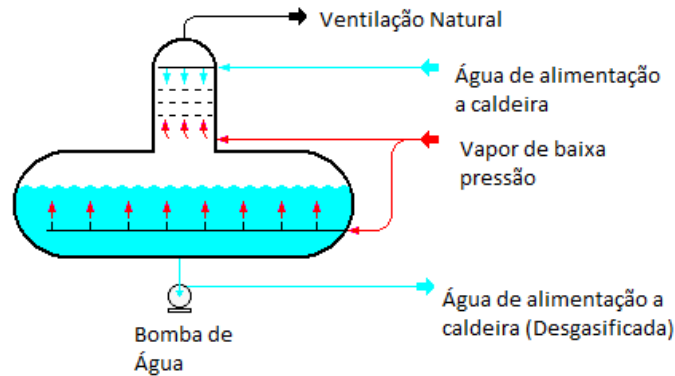 Ventilação Natural
Água de alimentação
a caldeira
Vapor de baixa
pressão
Água de alimentação a
caldeira (Desgasificada)
Bomba de
Água